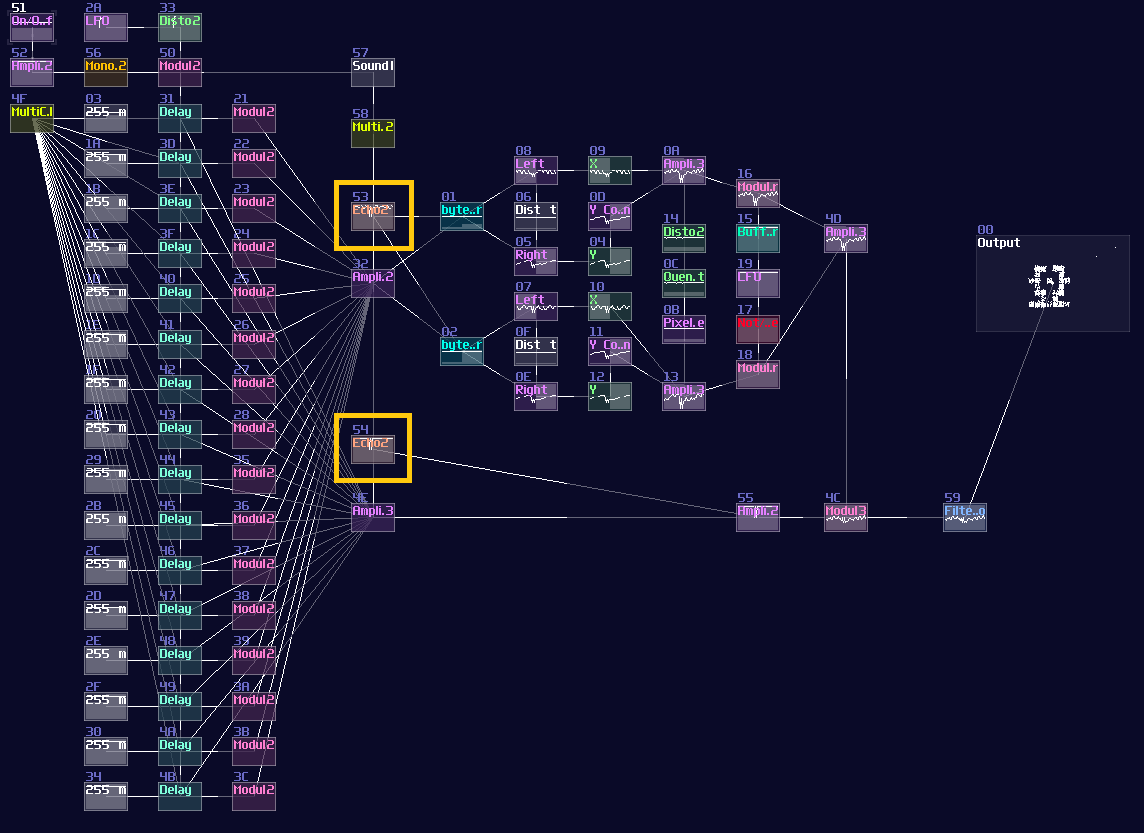 51 2A 33
On/O..f LFO Disto2
52 56 50 57
Ampli.2 Mono.2 Modul2 Sound1
4F 03 31 21 58
MultiC.l 255 m Delay Modul2 Multi.2
1A 3D 22 08 09 0A
255 m Delay Modul2 Left X Ampli.3
16
Modul.r
1B 3E 23 53 01 06 0D
255 m Delay Modul2 Echo2 byte..r Dist t Y Co..n
14 15 4D 00
Disto2 Butt..r Ampli.3 Output
1C 3F 24 05 04
255 m Delay Modul2 Right Y
32 0C 19
Ampli.2 Quen.t CFU
1D 40 25 07 10
255 m Delay Modul2 Left X
0B 17
Pixel.e
41 26 02 0F 11
255 m Delay Modul2 byte..r Dist t Y Co..n
18
Modul.r
42 27 0E 12 13
255 m Delay Modul2 Right Y Ampli.3
20 43 28 54
255 m Delay Modul2 Echo2
29 44 35
255 m Delay Modul2
2B 45 36 4E 55 4C 59
255 m Delay Modul2 Ampli.3 Ampli.2 Modul3 Filte..o
2C 46 37
255 m Delay Modul2
2D 47 38
255 m Delay Modul2
2E 48 39
255 m Delay Modul2
2F 49 3A
255 m Delay Modul2
30 4A 3B
255 m Delay Modul2
34 4B 3C
255 m Delay Modul2